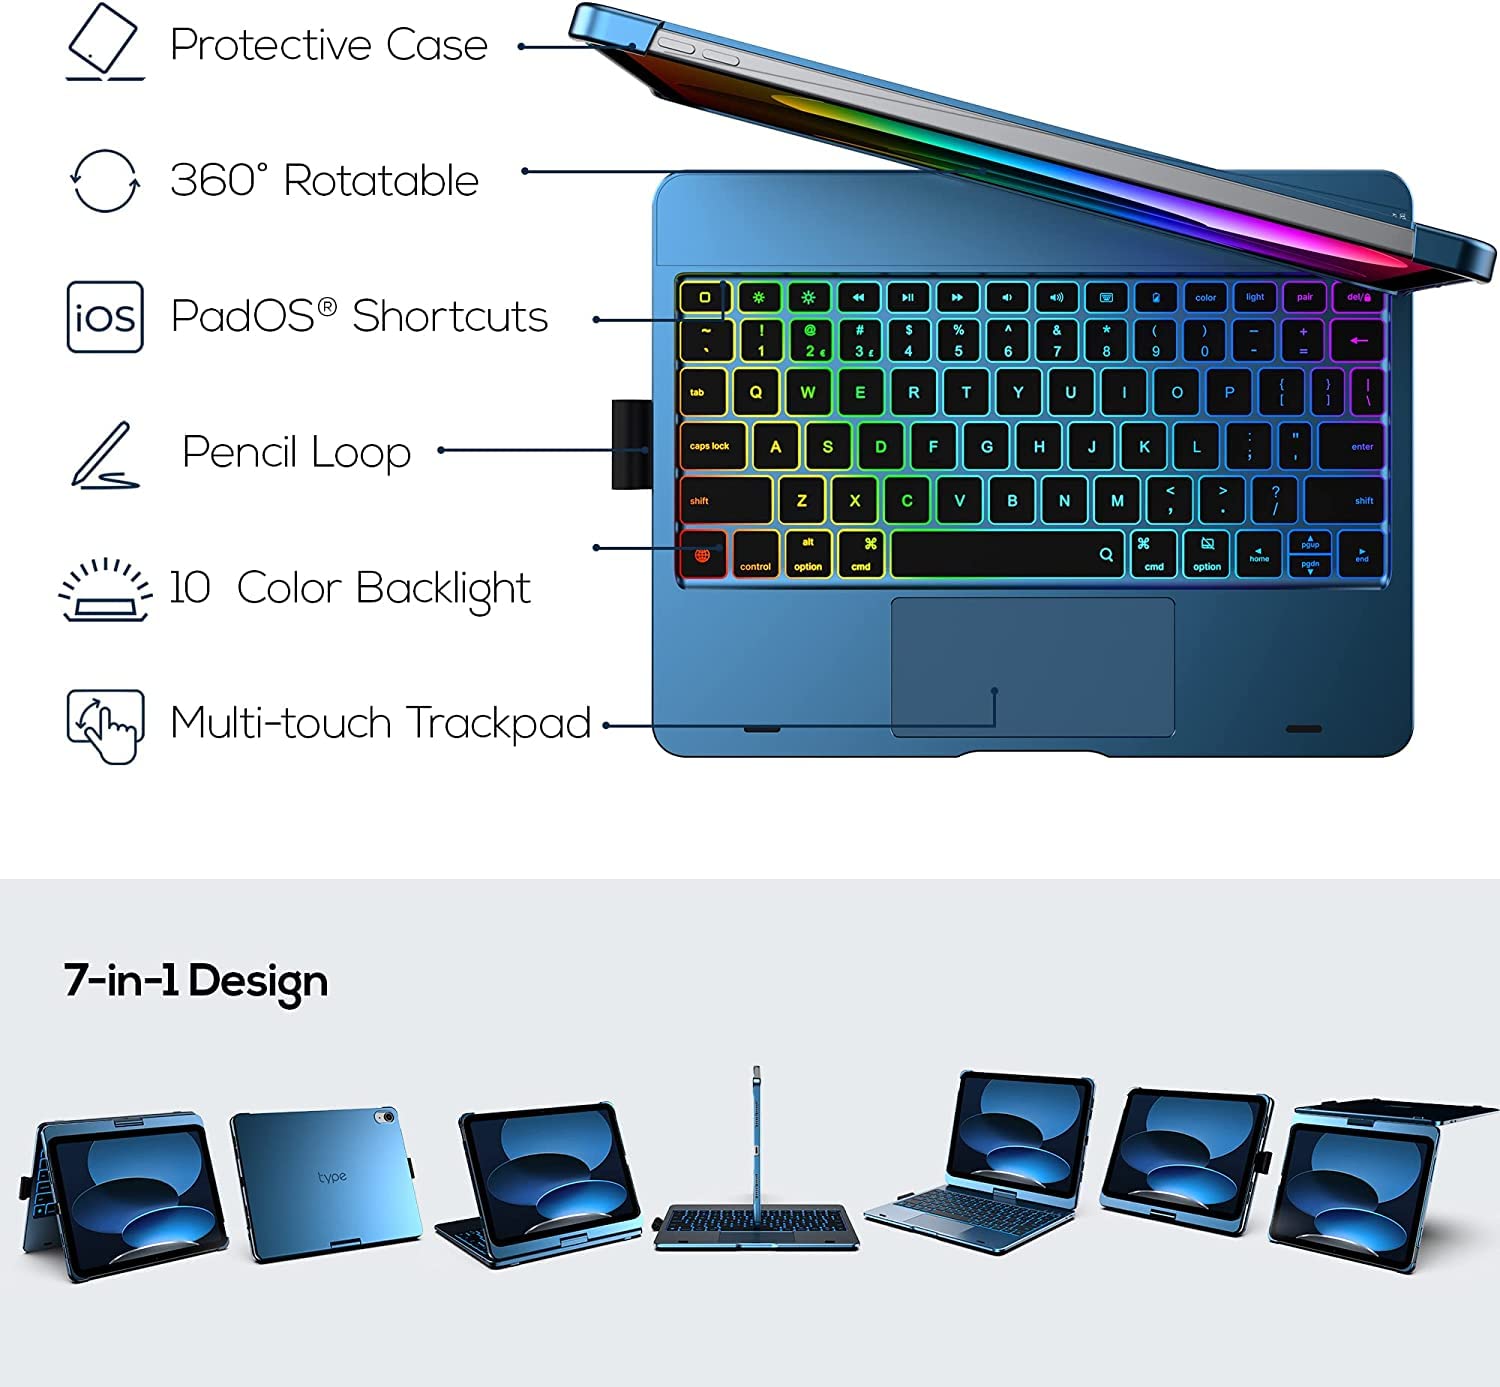 Protective Case
360° Rotatable
iOS
PadOS® Shortcuts
Pencil Loop
10 Color Backlight
Multi-touch Trackpad
color light pair del/
~ ! @ # $ % ^ & * ( ) – +
` 1 2 € 3 £ 4 5 6 7 8 9 0 - =
tab Q W E R T Y U I O P { [ } ] | \
caps lock A S D F G H J K L : ; " ' enter
shift Z X C V B N M < , > . ? / shift
control alt option ⌘ cmd ⌘ cmd option home pgup pgdn end
7-in-1 Design
type